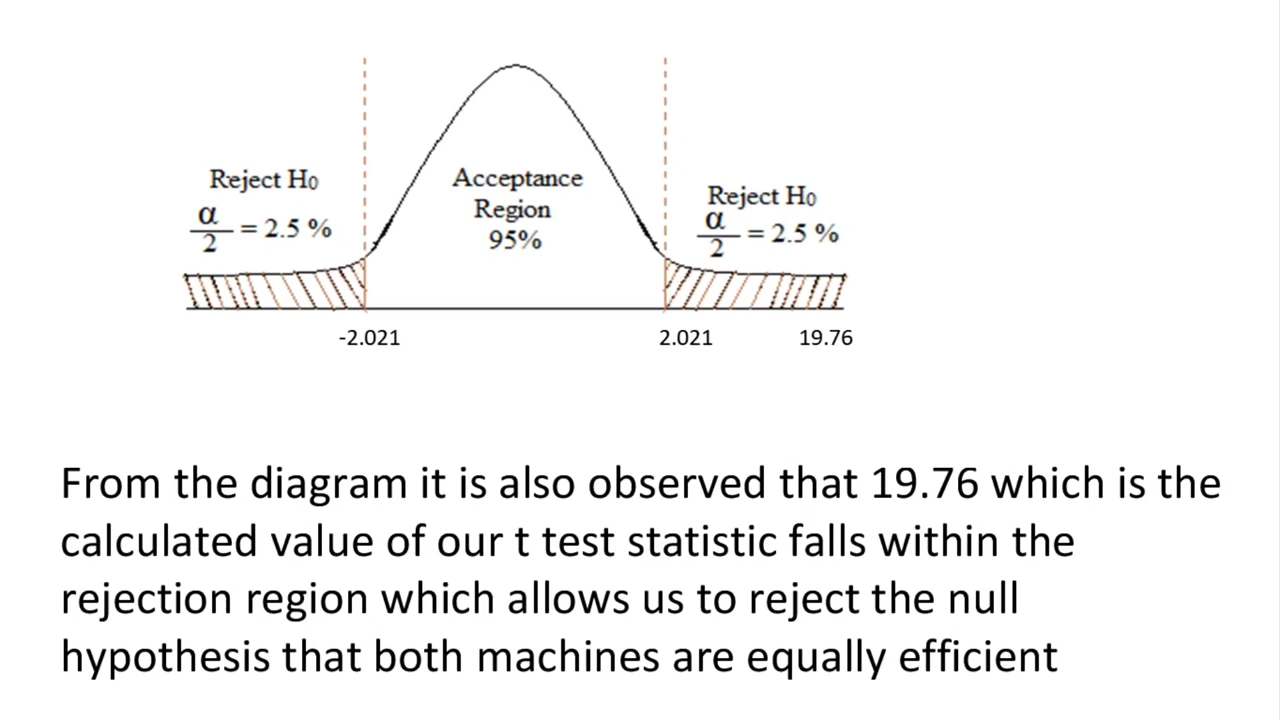 Reject H₀
α/2 = 2.5 %
Acceptance
Region
95%
Reject H₀
α/2 = 2.5 %
-2.021
2.021
19.76
From the diagram it is also observed that 19.76 which is the
calculated value of our t test statistic falls within the
rejection region which allows us to reject the null
hypothesis that both machines are equally efficient